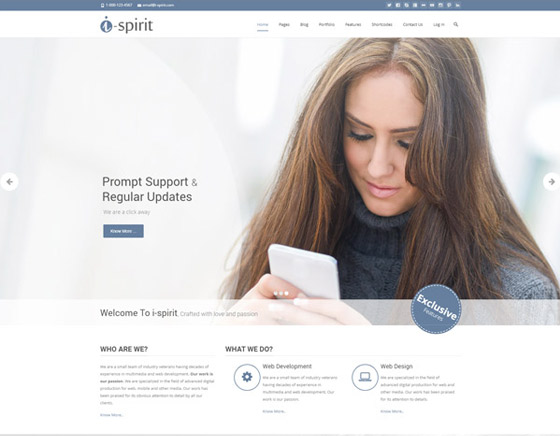 1-800-123-4567 email@i-spirit.com
i-spirit
Home Pages Blog Portfolio Features Shortcodes Contact Us Log In
Prompt Support &
Regular Updates
We are a click away
Know More ...
Welcome To i-spirit, Crafted with love and passion
Exclusive
Features
WHO ARE WE?
We are a small team of industry veterans having decades of
experience in multimedia and web development. Our work is
our passion. We are specialized in the field of advanced digital
production for web, mobile and other media. Our work has
been praised for its obvious attention to detail by all our
clients.
Know More..
WHAT WE DO?
Web Development
We are a small team of industry veterans
having decades of experience in
multimedia and web development.
Know More..
Web Design
We are specialized in the field of
advanced digital production for web and
other media. Our work has been praised
for its attention to details.
Know More..